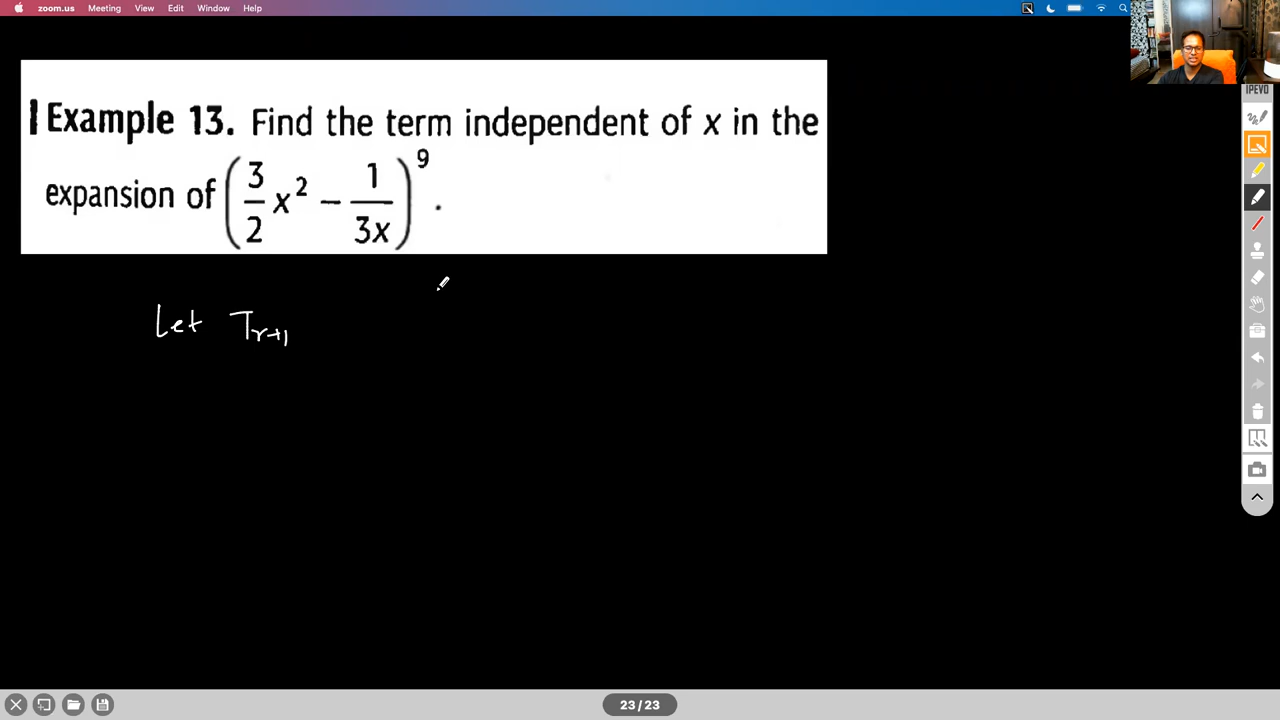 zoom.us Meeting View Edit Window Help
IPEVO
Example 13. Find the term independent of x in the
expansion of (3/2 x² − 1/3x)⁹.
Let T_{r+1}
23/23